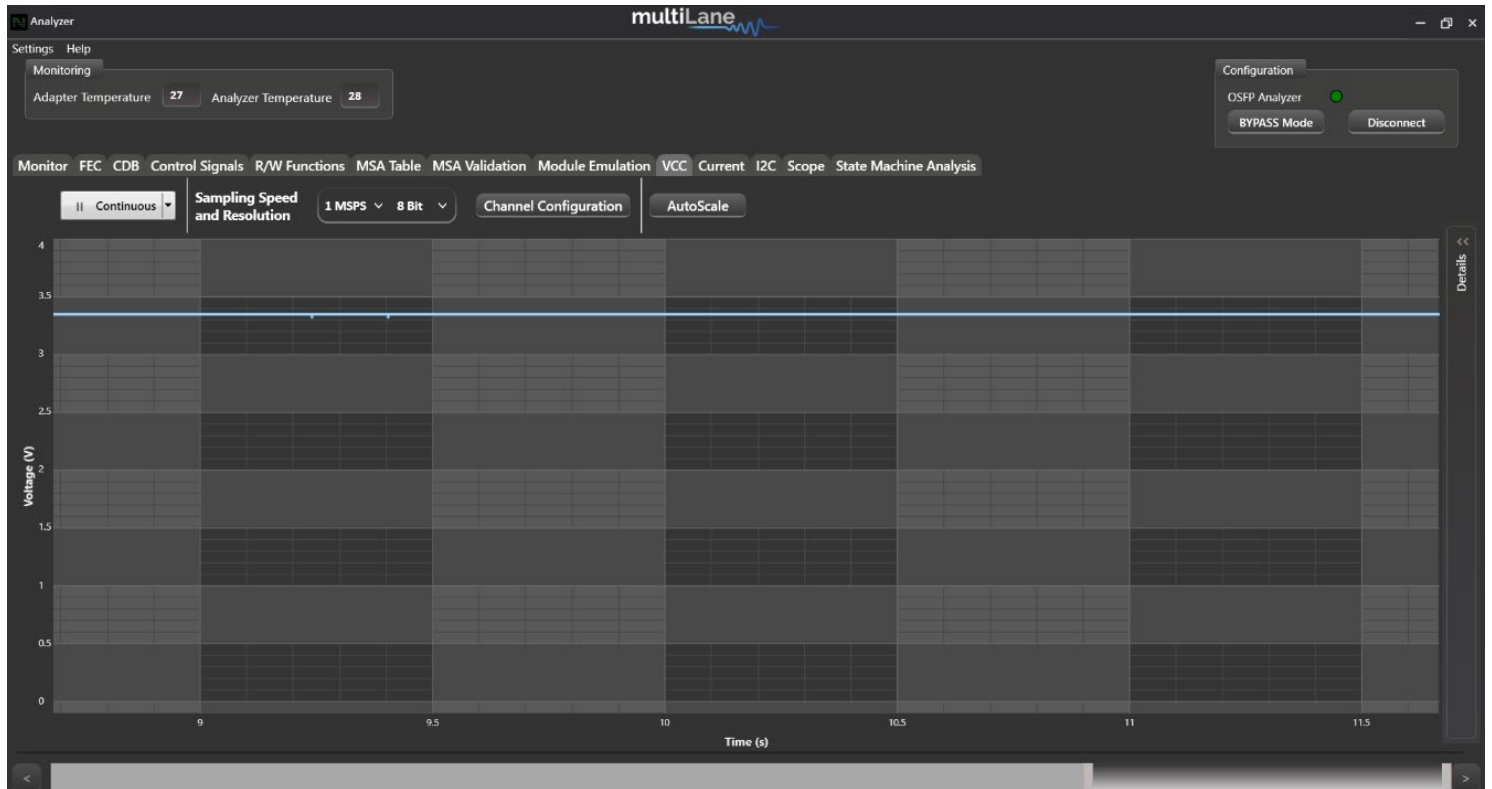 Analyzer
multiLane
Settings Help
Monitoring
Adapter Temperature 27 Analyzer Temperature 28
Configuration
OSFP Analyzer
BYPASS Mode Disconnect
Monitor FEC CDB Control Signals R/W Functions MSA Table MSA Validation Module Emulation VCC Current I2C Scope State Machine Analysis
Continuous
Sampling Speed
and Resolution
1 MSPS 8 Bit
Channel Configuration
AutoScale
<<
Details
4
3.5
3
2.5
2
1.5
1
0.5
0
Voltage (V)
9 9.5 10 10.5 11 11.5
Time (s)
< >